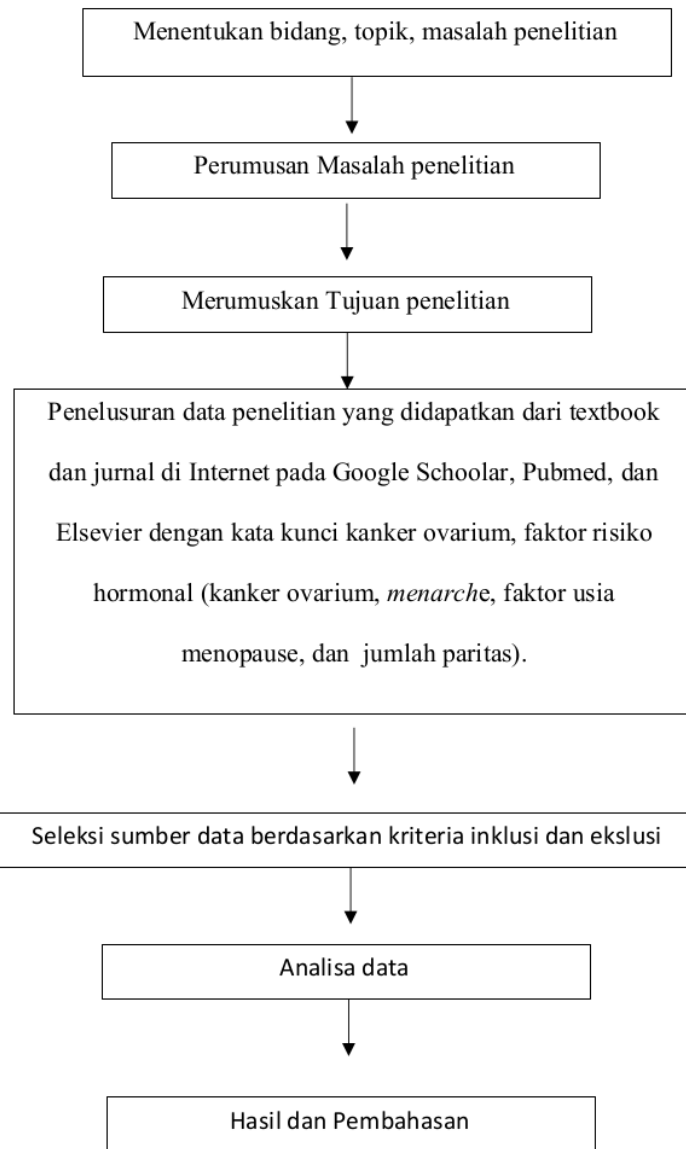 Menentukan bidang, topik, masalah penelitian
Perumusan Masalah penelitian
Merumuskan Tujuan penelitian
Penelusuran data penelitian yang didapatkan dari textbook
dan jurnal di Internet pada Google Schoolar, Pubmed, dan
Elsevier dengan kata kunci kanker ovarium, faktor risiko
hormonal (kanker ovarium, menarche, faktor usia
menopause, dan jumlah paritas).
Seleksi sumber data berdasarkan kriteria inklusi dan ekslusi
Analisa data
Hasil dan Pembahasan